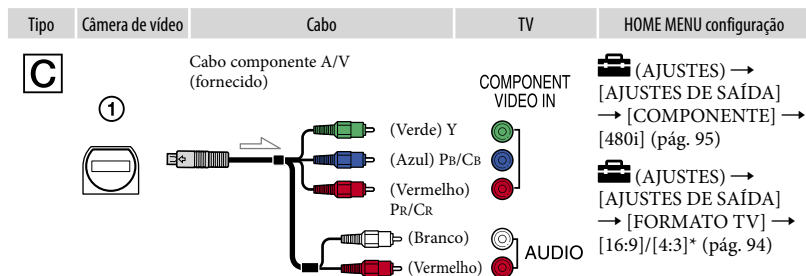 Tipo
Câmera de vídeo
Cabo
TV
HOME MENU configuração
C
①
Cabo componente A/V
(fornecido)
(Verde) Y
(Azul) PB/CB
(Vermelho)
PR/CR
(Branco)
(Vermelho)
COMPONENT
VIDEO IN
AUDIO
(AJUSTES) →
[AJUSTES DE SAÍDA]
→ [COMPONENTE] →
[480i] (pág. 95)
(AJUSTES) →
[AJUSTES DE SAÍDA]
→ [FORMATO TV] →
[16:9]/[4:3]* (pág. 94)